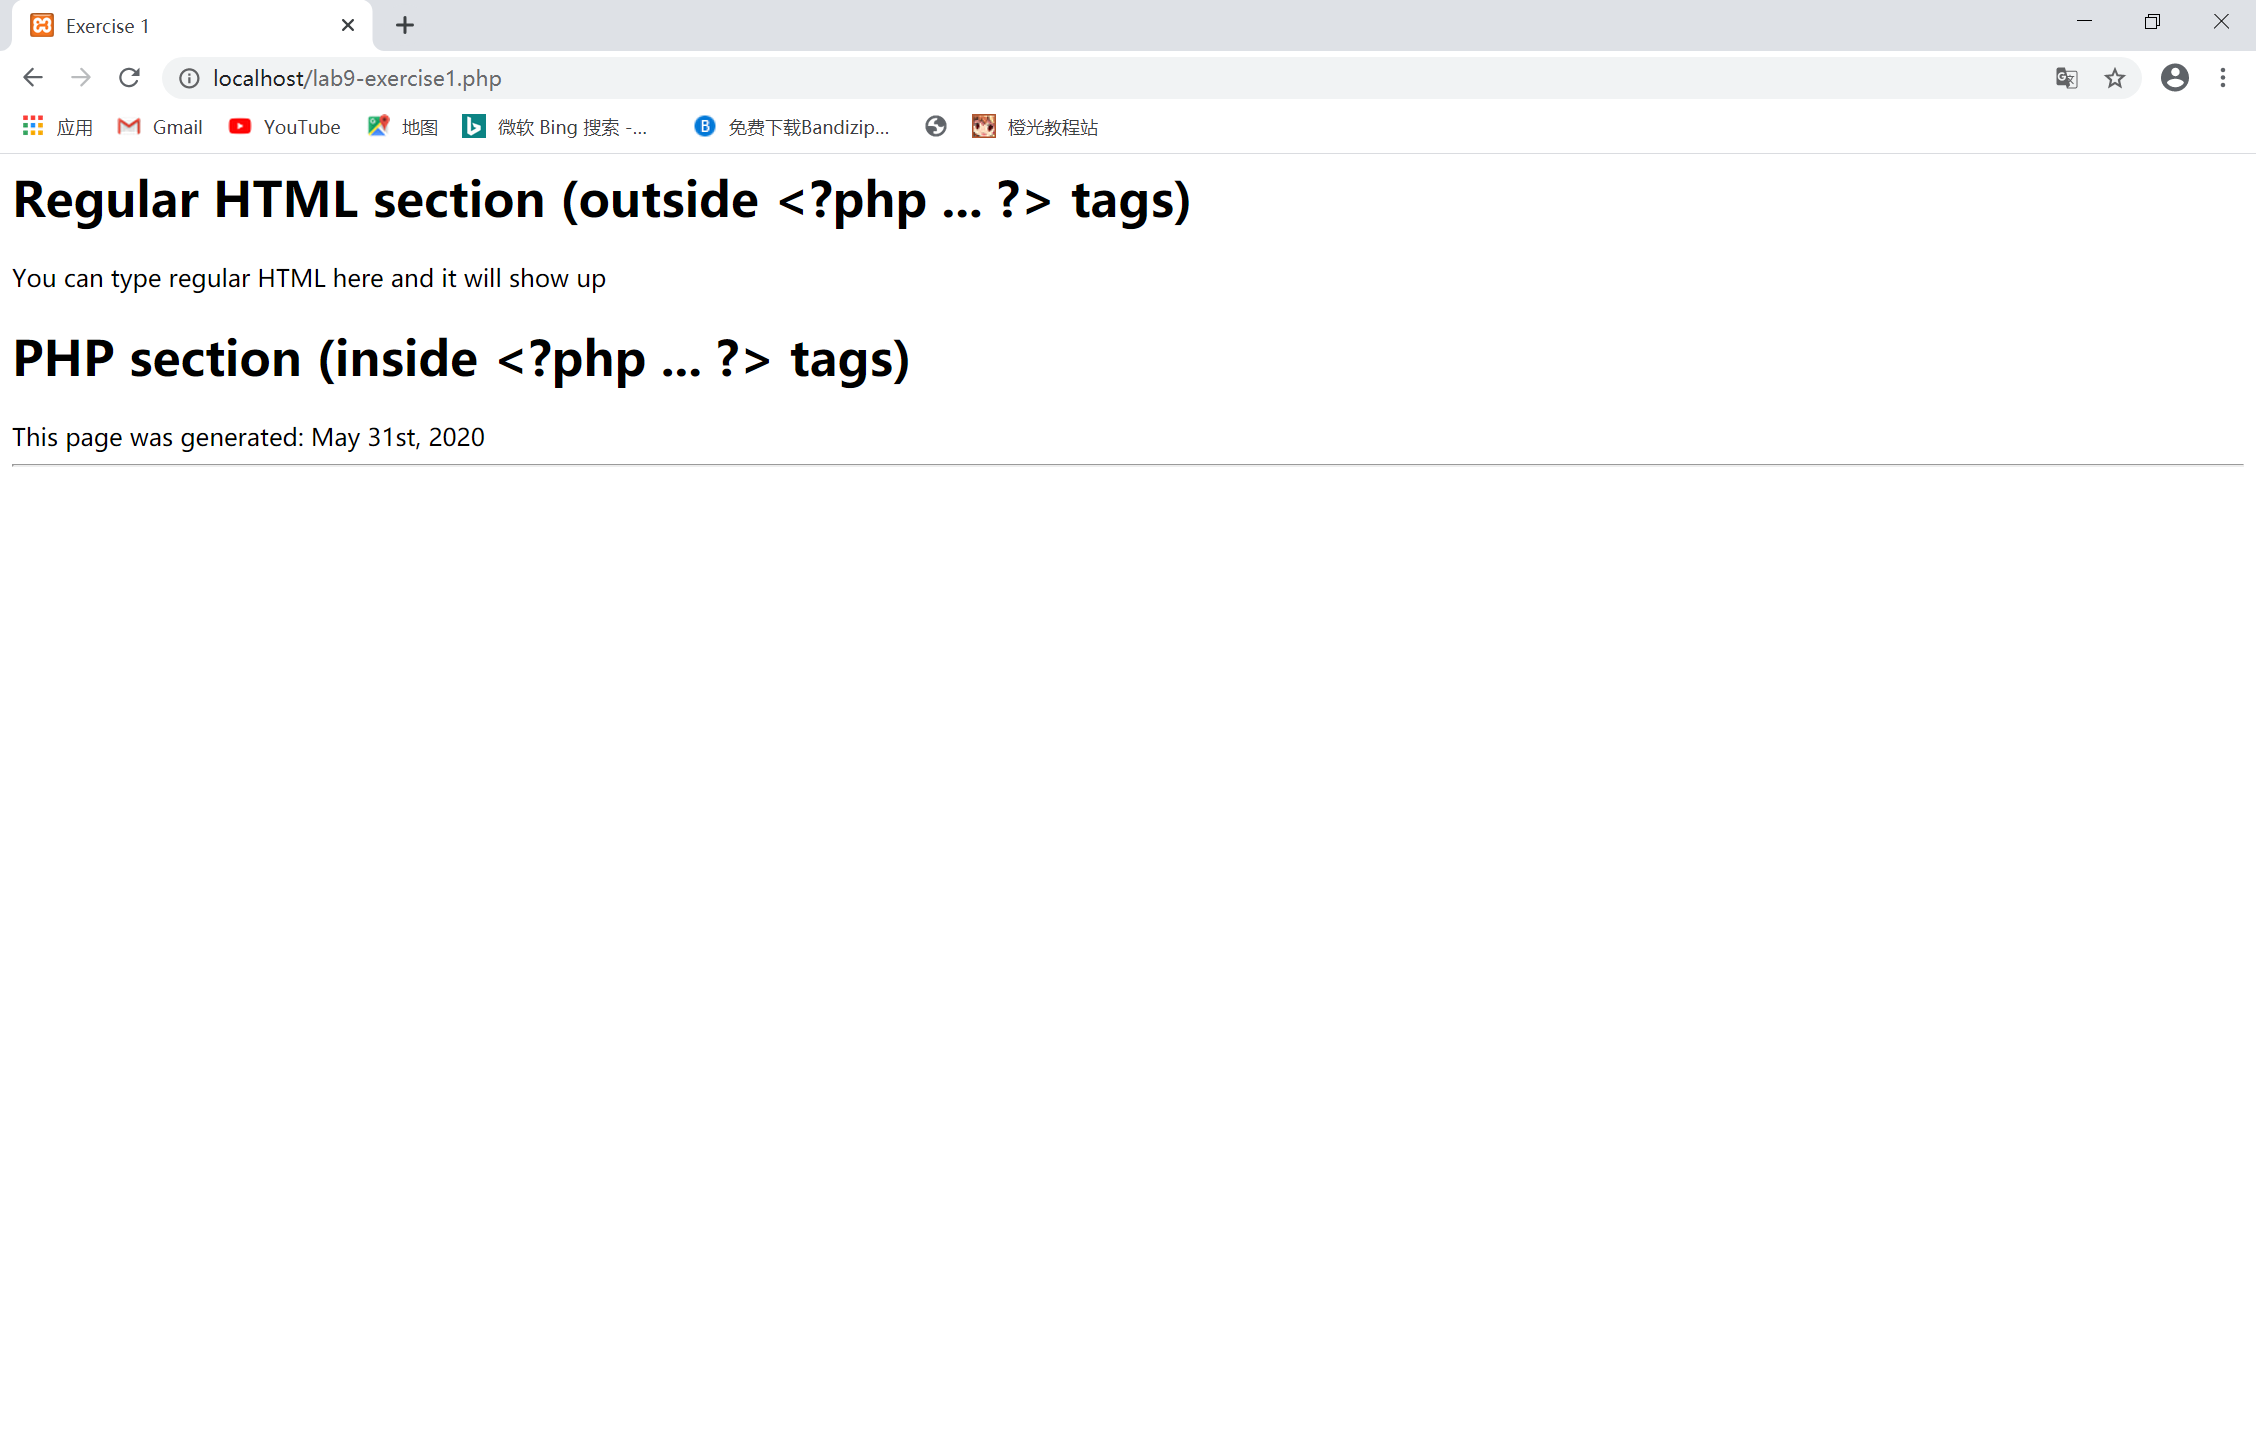 Exercise 1
localhost/lab9-exercise1.php
应用 Gmail YouTube 地图 微软 Bing 搜索 -... 免费下载Bandizip... 橙光教程站
Regular HTML section (outside <?php ... ?> tags)
You can type regular HTML here and it will show up
PHP section (inside <?php ... ?> tags)
This page was generated: May 31st, 2020